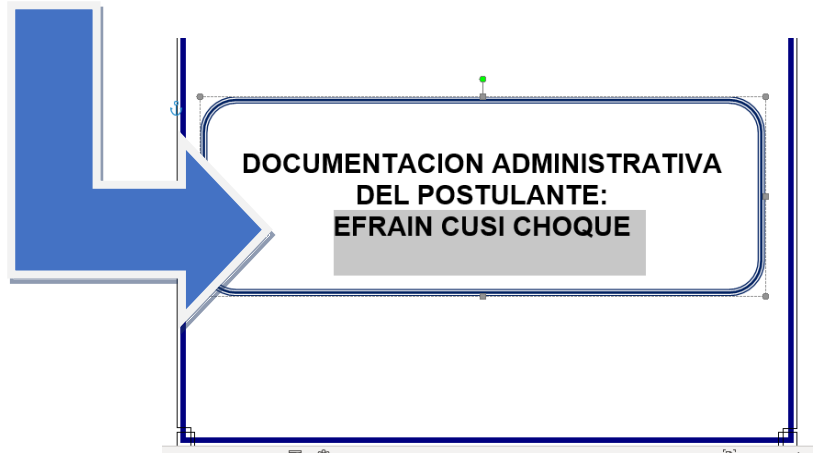 DOCUMENTACION ADMINISTRATIVA
DEL POSTULANTE:
EFRAIN CUSI CHOQUE